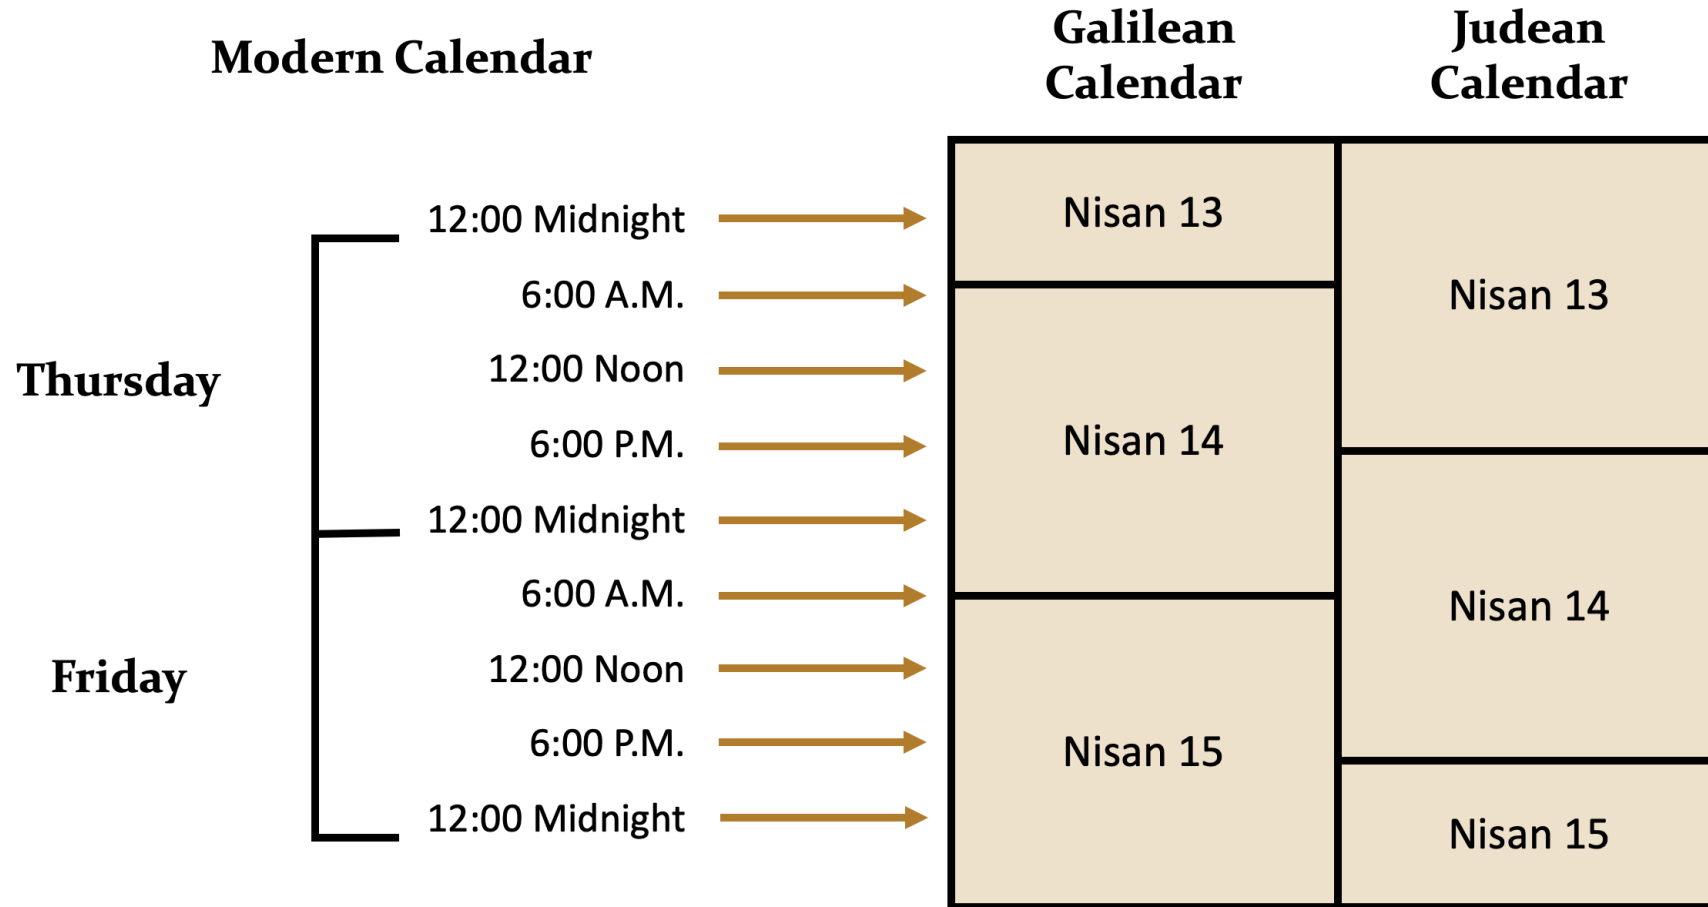 Modern Calendar
Galilean
Calendar
Judean
Calendar
Thursday
12:00 Midnight
6:00 A.M.
12:00 Noon
6:00 P.M.
12:00 Midnight
Friday
6:00 A.M.
12:00 Noon
6:00 P.M.
12:00 Midnight
Nisan 13
Nisan 14
Nisan 15
Nisan 13
Nisan 14
Nisan 15